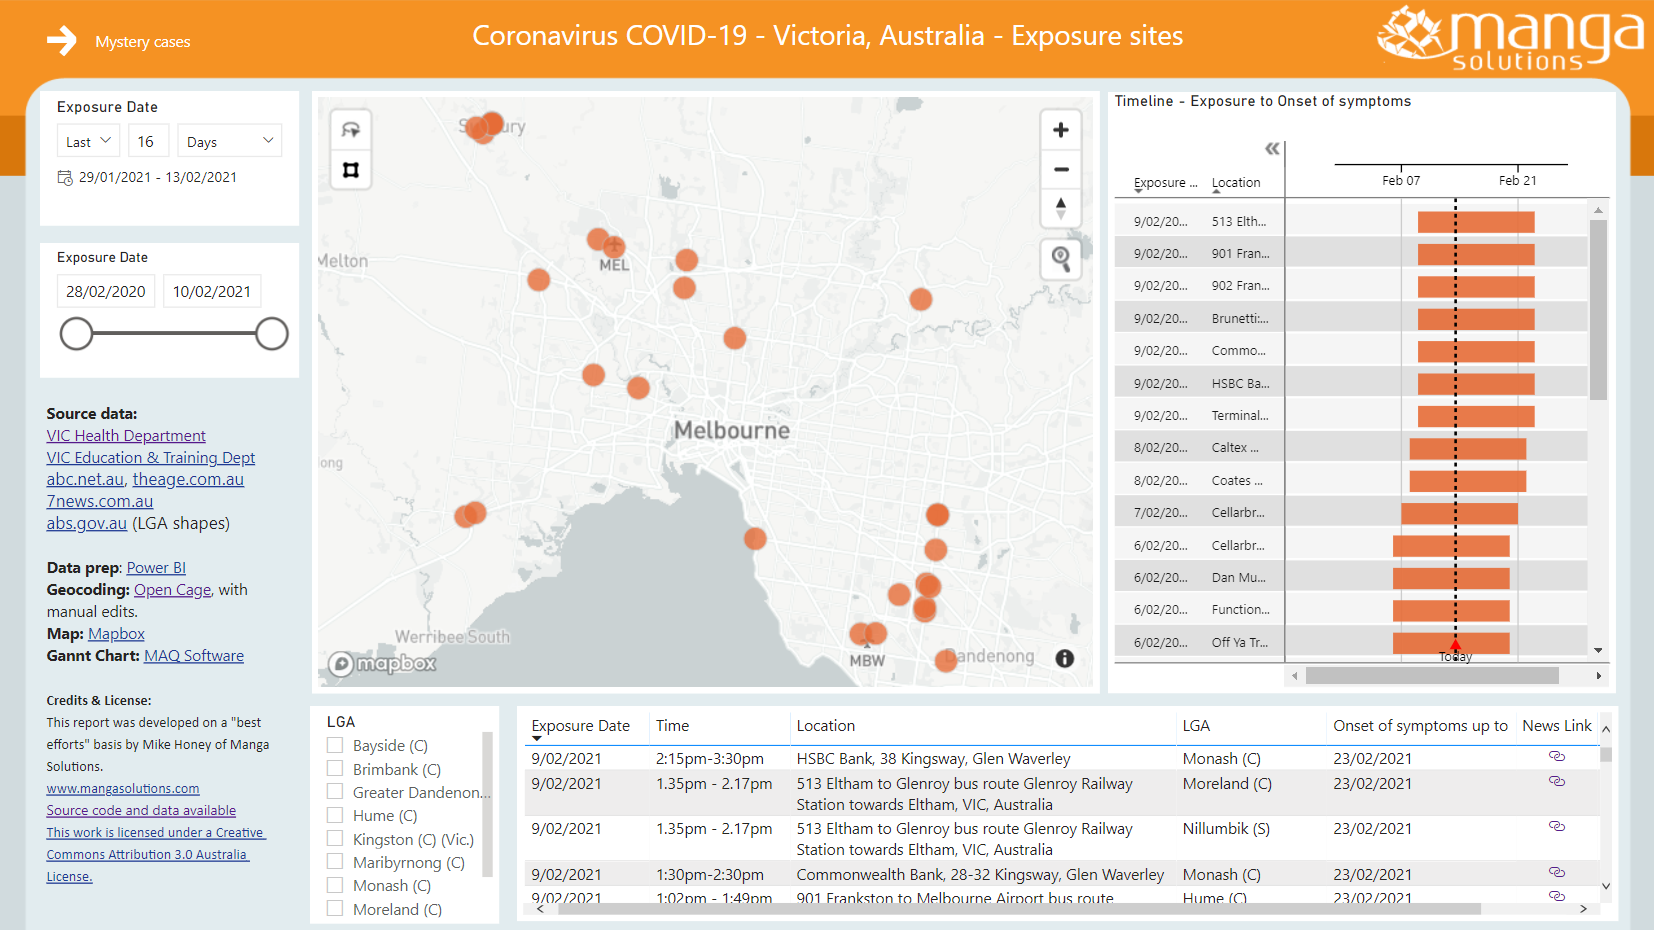 Mystery cases
Coronavirus COVID-19 - Victoria, Australia - Exposure sites
manga
solutions
Exposure Date
Last
16
Days
29/01/2021 - 13/02/2021
Exposure Date
28/02/2020
10/02/2021
Source data:
VIC Health Department
VIC Education & Training Dept
abc.net.au, theage.com.au
7news.com.au
abs.gov.au (LGA shapes)
Data prep: Power BI
Geocoding: Open Cage, with
manual edits.
Map: Mapbox
Gannt Chart: MAQ Software
Credits & License:
This report was developed on a "best
efforts" basis by Mike Honey of Manga
Solutions.
www.mangasolutions.com
Source code and data available
This work is licensed under a Creative
Commons Attribution 3.0 Australia
License.
Melton
MEL
Melbourne
ong
Werribee South
MBW
Dandenong
mapbox
Timeline - Exposure to Onset of symptoms
Exposure ... Location
Feb 07 Feb 21
9/02/20... 513 Elth...
9/02/20... 901 Fran...
9/02/20... 902 Fran...
9/02/20... Brunetti:...
9/02/20... Commo...
9/02/20... HSBC Ba...
9/02/20... Terminal...
8/02/20... Caltex ...
8/02/20... Coates ...
7/02/20... Cellarbr...
6/02/20... Cellarbr...
6/02/20... Dan Mu...
6/02/20... Function...
6/02/20... Off Ya Tr...
Today
LGA
Bayside (C)
Brimbank (C)
Greater Dandenon...
Hume (C)
Kingston (C) (Vic.)
Maribyrnong (C)
Monash (C)
Moreland (C)
Exposure Date Time Location LGA Onset of symptoms up to News Link
9/02/2021 2:15pm-3:30pm HSBC Bank, 38 Kingsway, Glen Waverley Monash (C) 23/02/2021
9/02/2021 1.35pm - 2.17pm 513 Eltham to Glenroy bus route Glenroy Railway Moreland (C) 23/02/2021
Station towards Eltham, VIC, Australia
9/02/2021 1.35pm - 2.17pm 513 Eltham to Glenroy bus route Glenroy Railway Nillumbik (S) 23/02/2021
Station towards Eltham, VIC, Australia
9/02/2021 1:30pm-2:30pm Commonwealth Bank, 28-32 Kingsway, Glen Waverley Monash (C) 23/02/2021
9/02/2021 1:02pm - 1:49pm 901 Frankston to Melbourne Airport bus route Hume (C) 23/02/2021